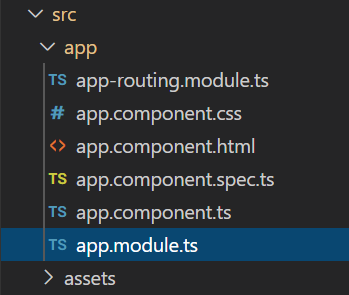 src
app
TS app-routing.module.ts
# app.component.css
<> app.component.html
TS app.component.spec.ts
TS app.component.ts
TS app.module.ts
assets